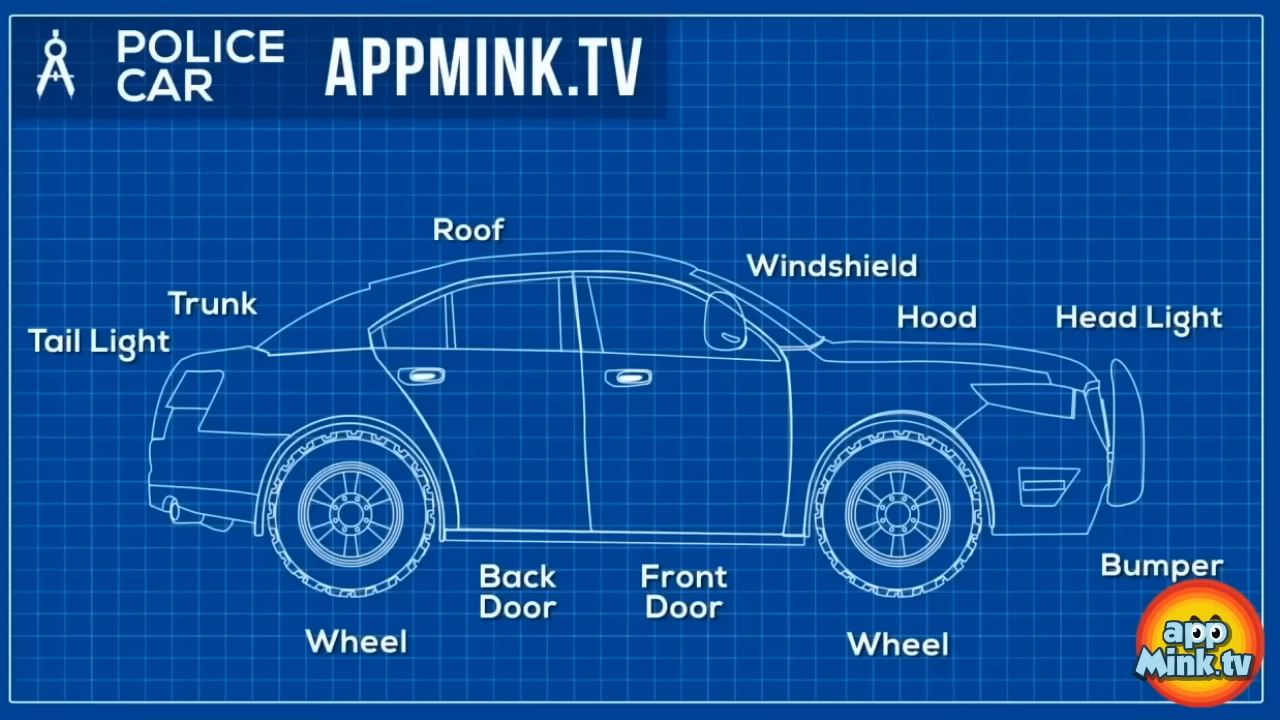 POLICE
CAR
APPMINK.TV
Roof
Windshield
Trunk
Hood
Head Light
Tail Light
Back
Door
Front
Door
Bumper
Wheel
Wheel
app
Mink.tv